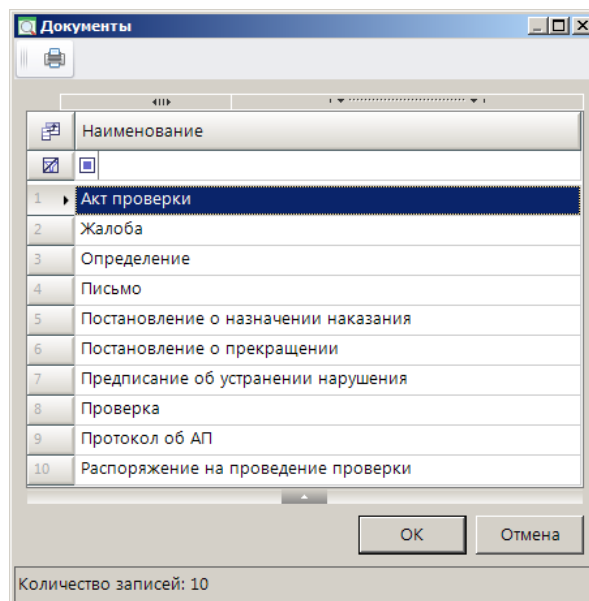 Документы
Наименование
1 Акт проверки
2 Жалоба
3 Определение
4 Письмо
5 Постановление о назначении наказания
6 Постановление о прекращении
7 Предписание об устранении нарушения
8 Проверка
9 Протокол об АП
10 Распоряжение на проведение проверки
ОК Отмена
Количество записей: 10